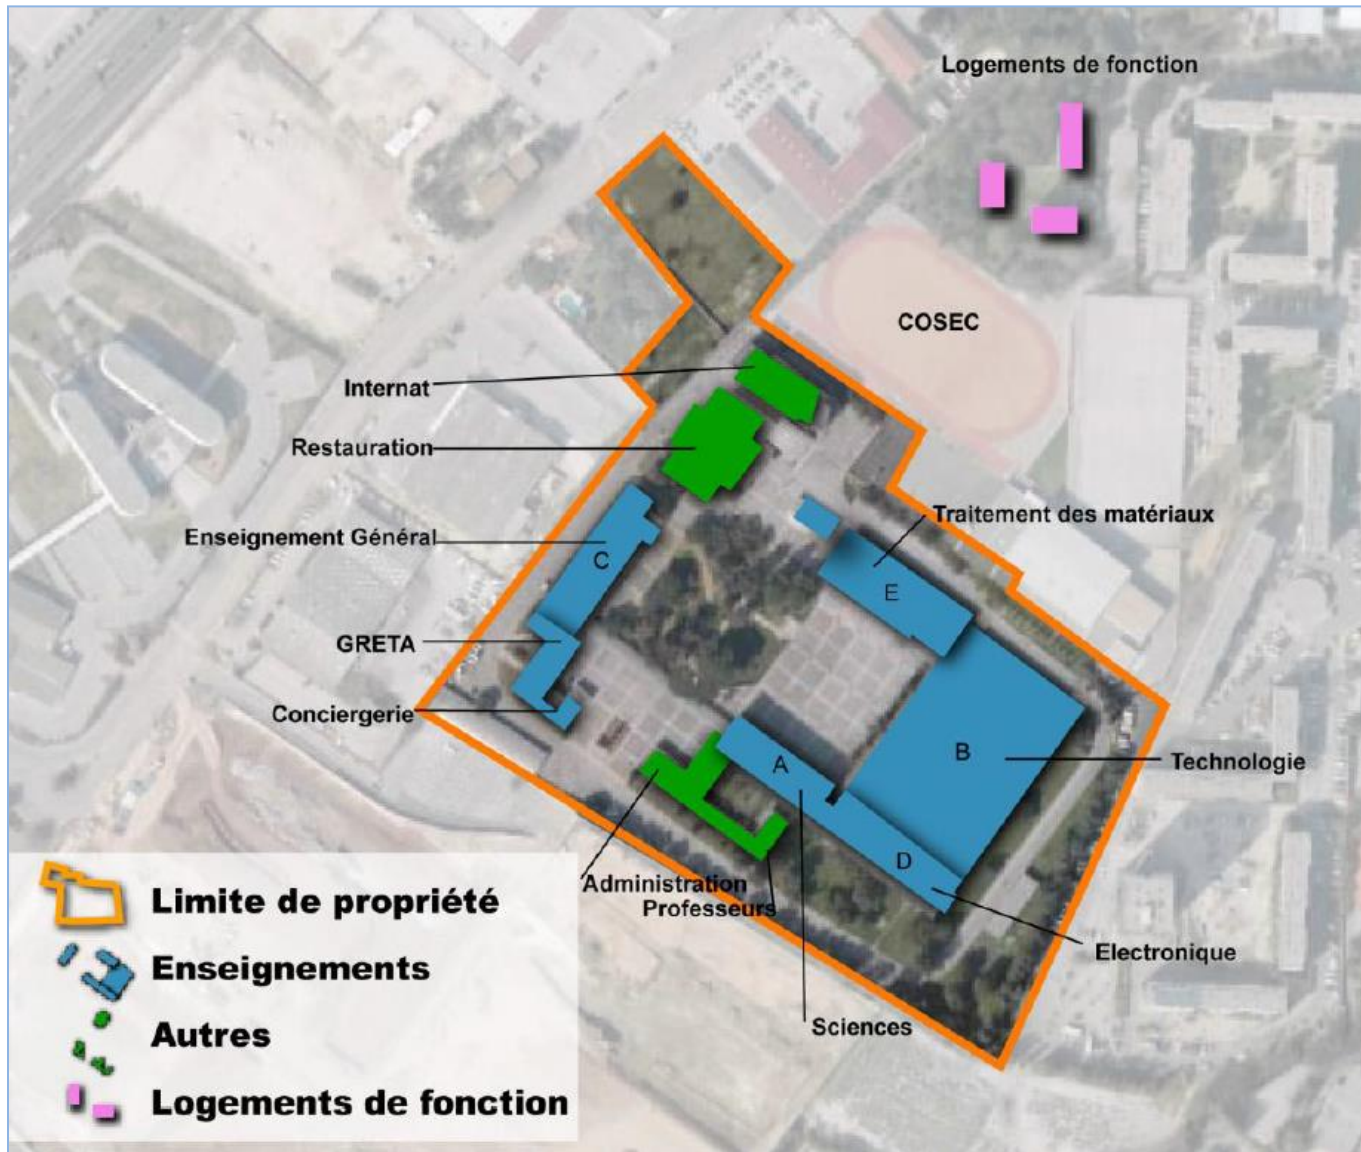 Logements de fonction
COSEC
Internat
Restauration
Traitement des matériaux
Enseignement Général
C
E
GRETA
Conciergerie
B
A
Technologie
D
Administration
Professeurs
Electronique
Sciences
Limite de propriété
Enseignements
Autres
Logements de fonction